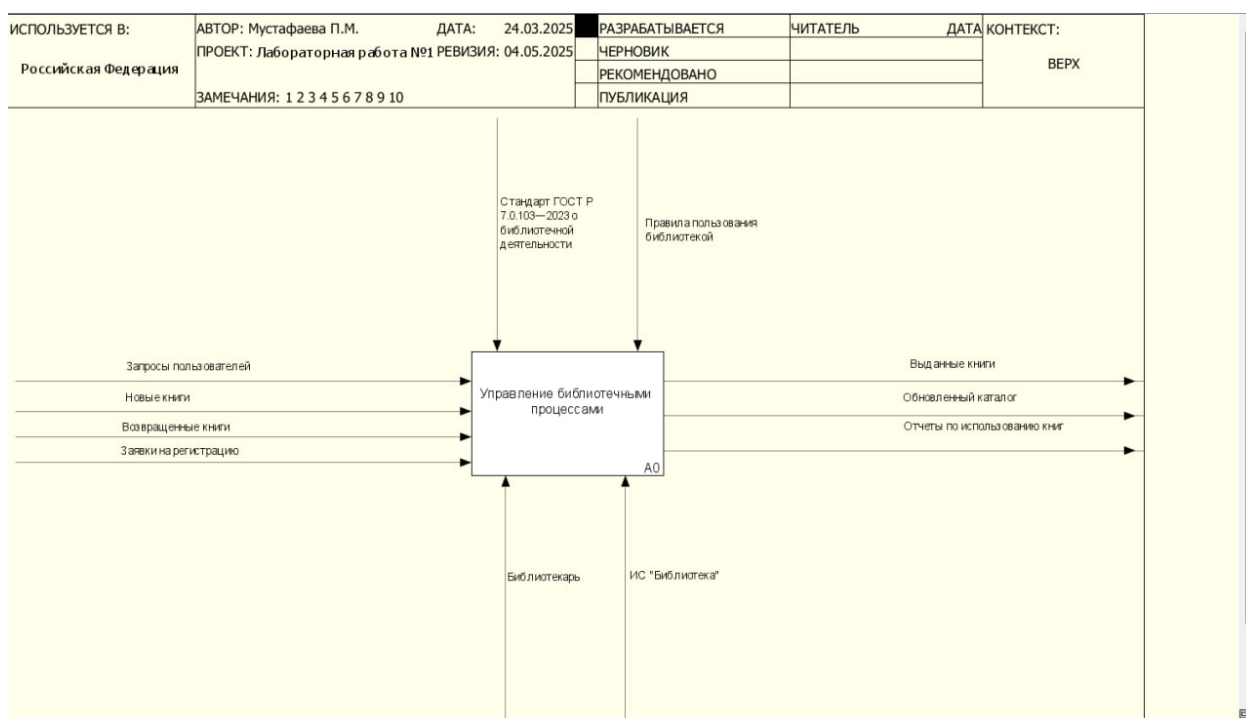 ИСПОЛЬЗУЕТСЯ В:
Российская Федерация
АВТОР: Мустафаева П.М.
ДАТА: 24.03.2025
ПРОЕКТ: Лабораторная работа №1
РЕВИЗИЯ: 04.05.2025
ЗАМЕЧАНИЯ: 1 2 3 4 5 6 7 8 9 10
РАЗРАБАТЫВАЕТСЯ
ЧЕРНОВИК
РЕКОМЕНДОВАНО
ПУБЛИКАЦИЯ
ЧИТАТЕЛЬ
ДАТА
КОНТЕКСТ:
ВЕРХ
Стандарт ГОСТ Р
7.0.103—2023 о
библиотечной
деятельности
Правила пользования
библиотекой
Запросы пользователей
Новые книги
Возвращенные книги
Заявки на регистрацию
Управление библиотечными
процессами
A0
Выданные книги
Обновленный каталог
Отчеты по использованию книг
Библиотекарь
ИС "Библиотека"